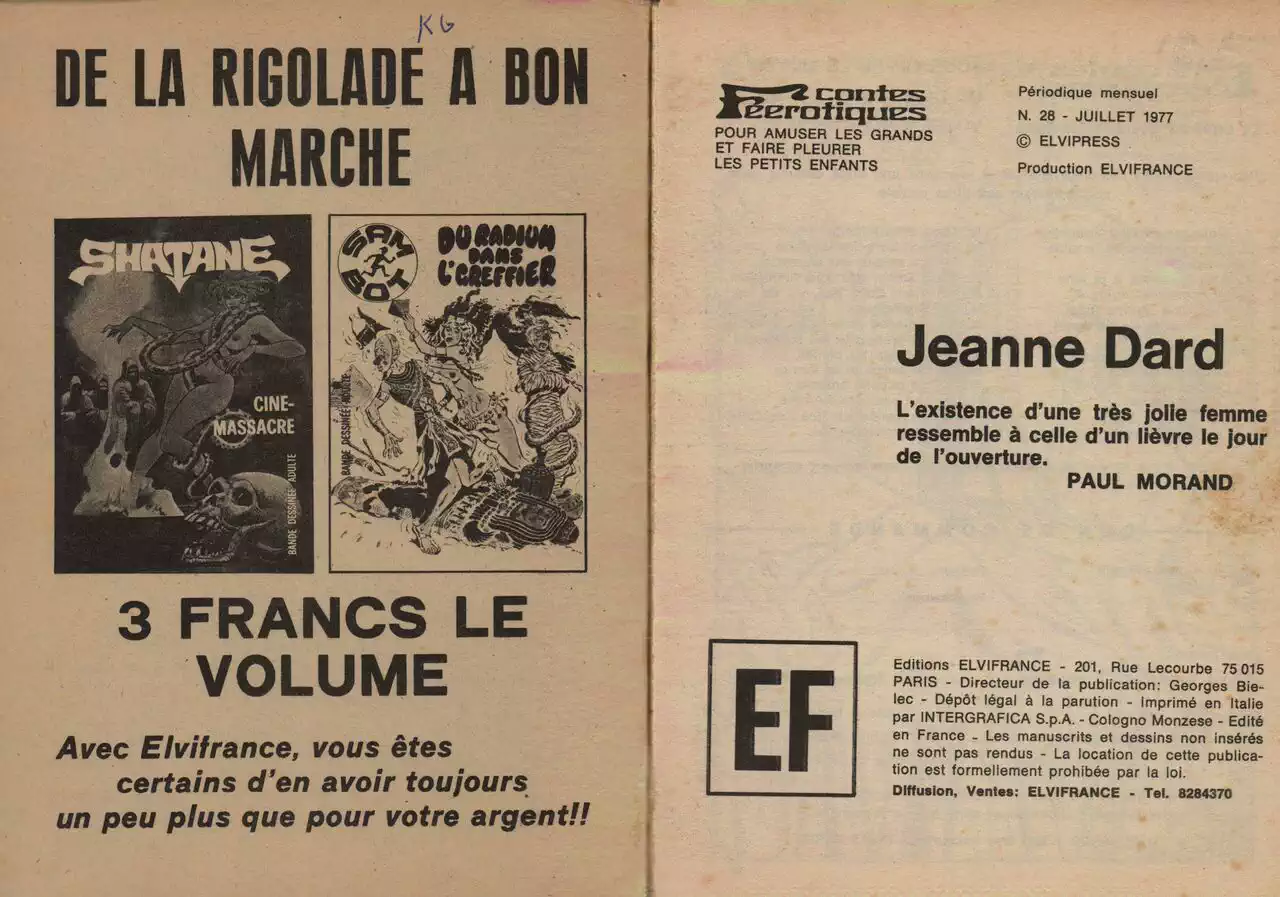 KG
DE LA RIGOLADE A BON
MARCHE
SHATANE
CINE-
MASSACRE
BANDE DESSINÉE ADULTE
SAM
BOT
DU RADIUM
DANS
L'GREFFIER
BANDE DESSINÉE ADULTE
3 FRANCS LE
VOLUME
Avec Elvifrance, vous êtes
certains d'en avoir toujours
un peu plus que pour votre argent!!
contes
Féerotiques
POUR AMUSER LES GRANDS
ET FAIRE PLEURER
LES PETITS ENFANTS
Périodique mensuel
N. 28 - JUILLET 1977
© ELVIPRESS
Production ELVIFRANCE
Jeanne Dard
L'existence d'une très jolie femme
ressemble à celle d'un lièvre le jour
de l'ouverture.
PAUL MORAND
EF
Editions ELVIFRANCE - 201, Rue Lecourbe 75 015
PARIS - Directeur de la publication: Georges Bie-
lec - Dépôt légal à la parution - Imprimé en Italie
par INTERGRAFICA S.p.A. - Cologno Monzese - Edité
en France - Les manuscrits et dessins non insérés
ne sont pas rendus - La location de cette publica-
tion est formellement prohibée par la loi.
Diffusion, Ventes: ELVIFRANCE - Tel. 8284370